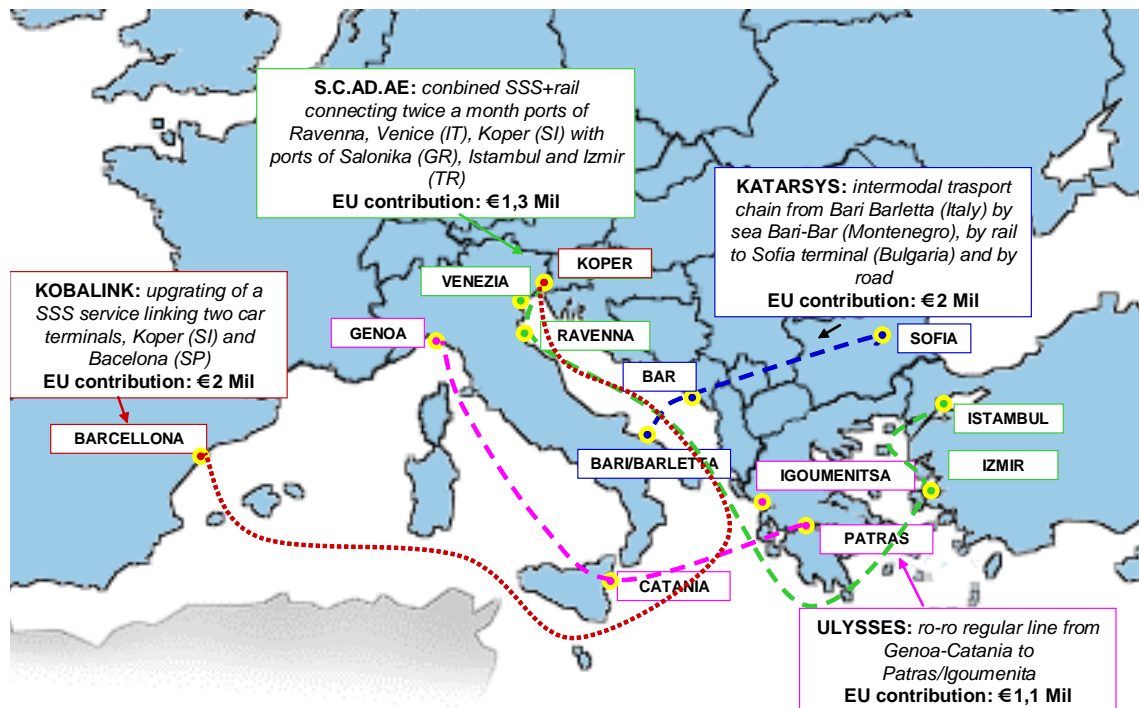 S.C.AD.AE: combined SSS+rail
connecting twice a month ports of
Ravenna, Venice (IT), Koper (SI) with
ports of Salonika (GR), Istambul and Izmir
(TR)
EU contribution: €1,3 Mil
KATARSYS: intermodal trasport
chain from Bari Barletta (Italy) by
sea Bari-Bar (Montenegro), by rail
to Sofia terminal (Bulgaria) and by
road
EU contribution: €2 Mil
KOBALINK: upgrating of a
SSS service linking two car
terminals, Koper (SI) and
Bacelona (SP)
EU contribution: €2 Mil
KOPER
VENEZIA
GENOA
RAVENNA
SOFIA
BAR
ISTAMBUL
BARCELLONA
BARI/BARLETTA
IGOUMENITSA
IZMIR
PATRAS
CATANIA
ULYSSES: ro-ro regular line from
Genoa-Catania to
Patras/Igoumenita
EU contribution: €1,1 Mil